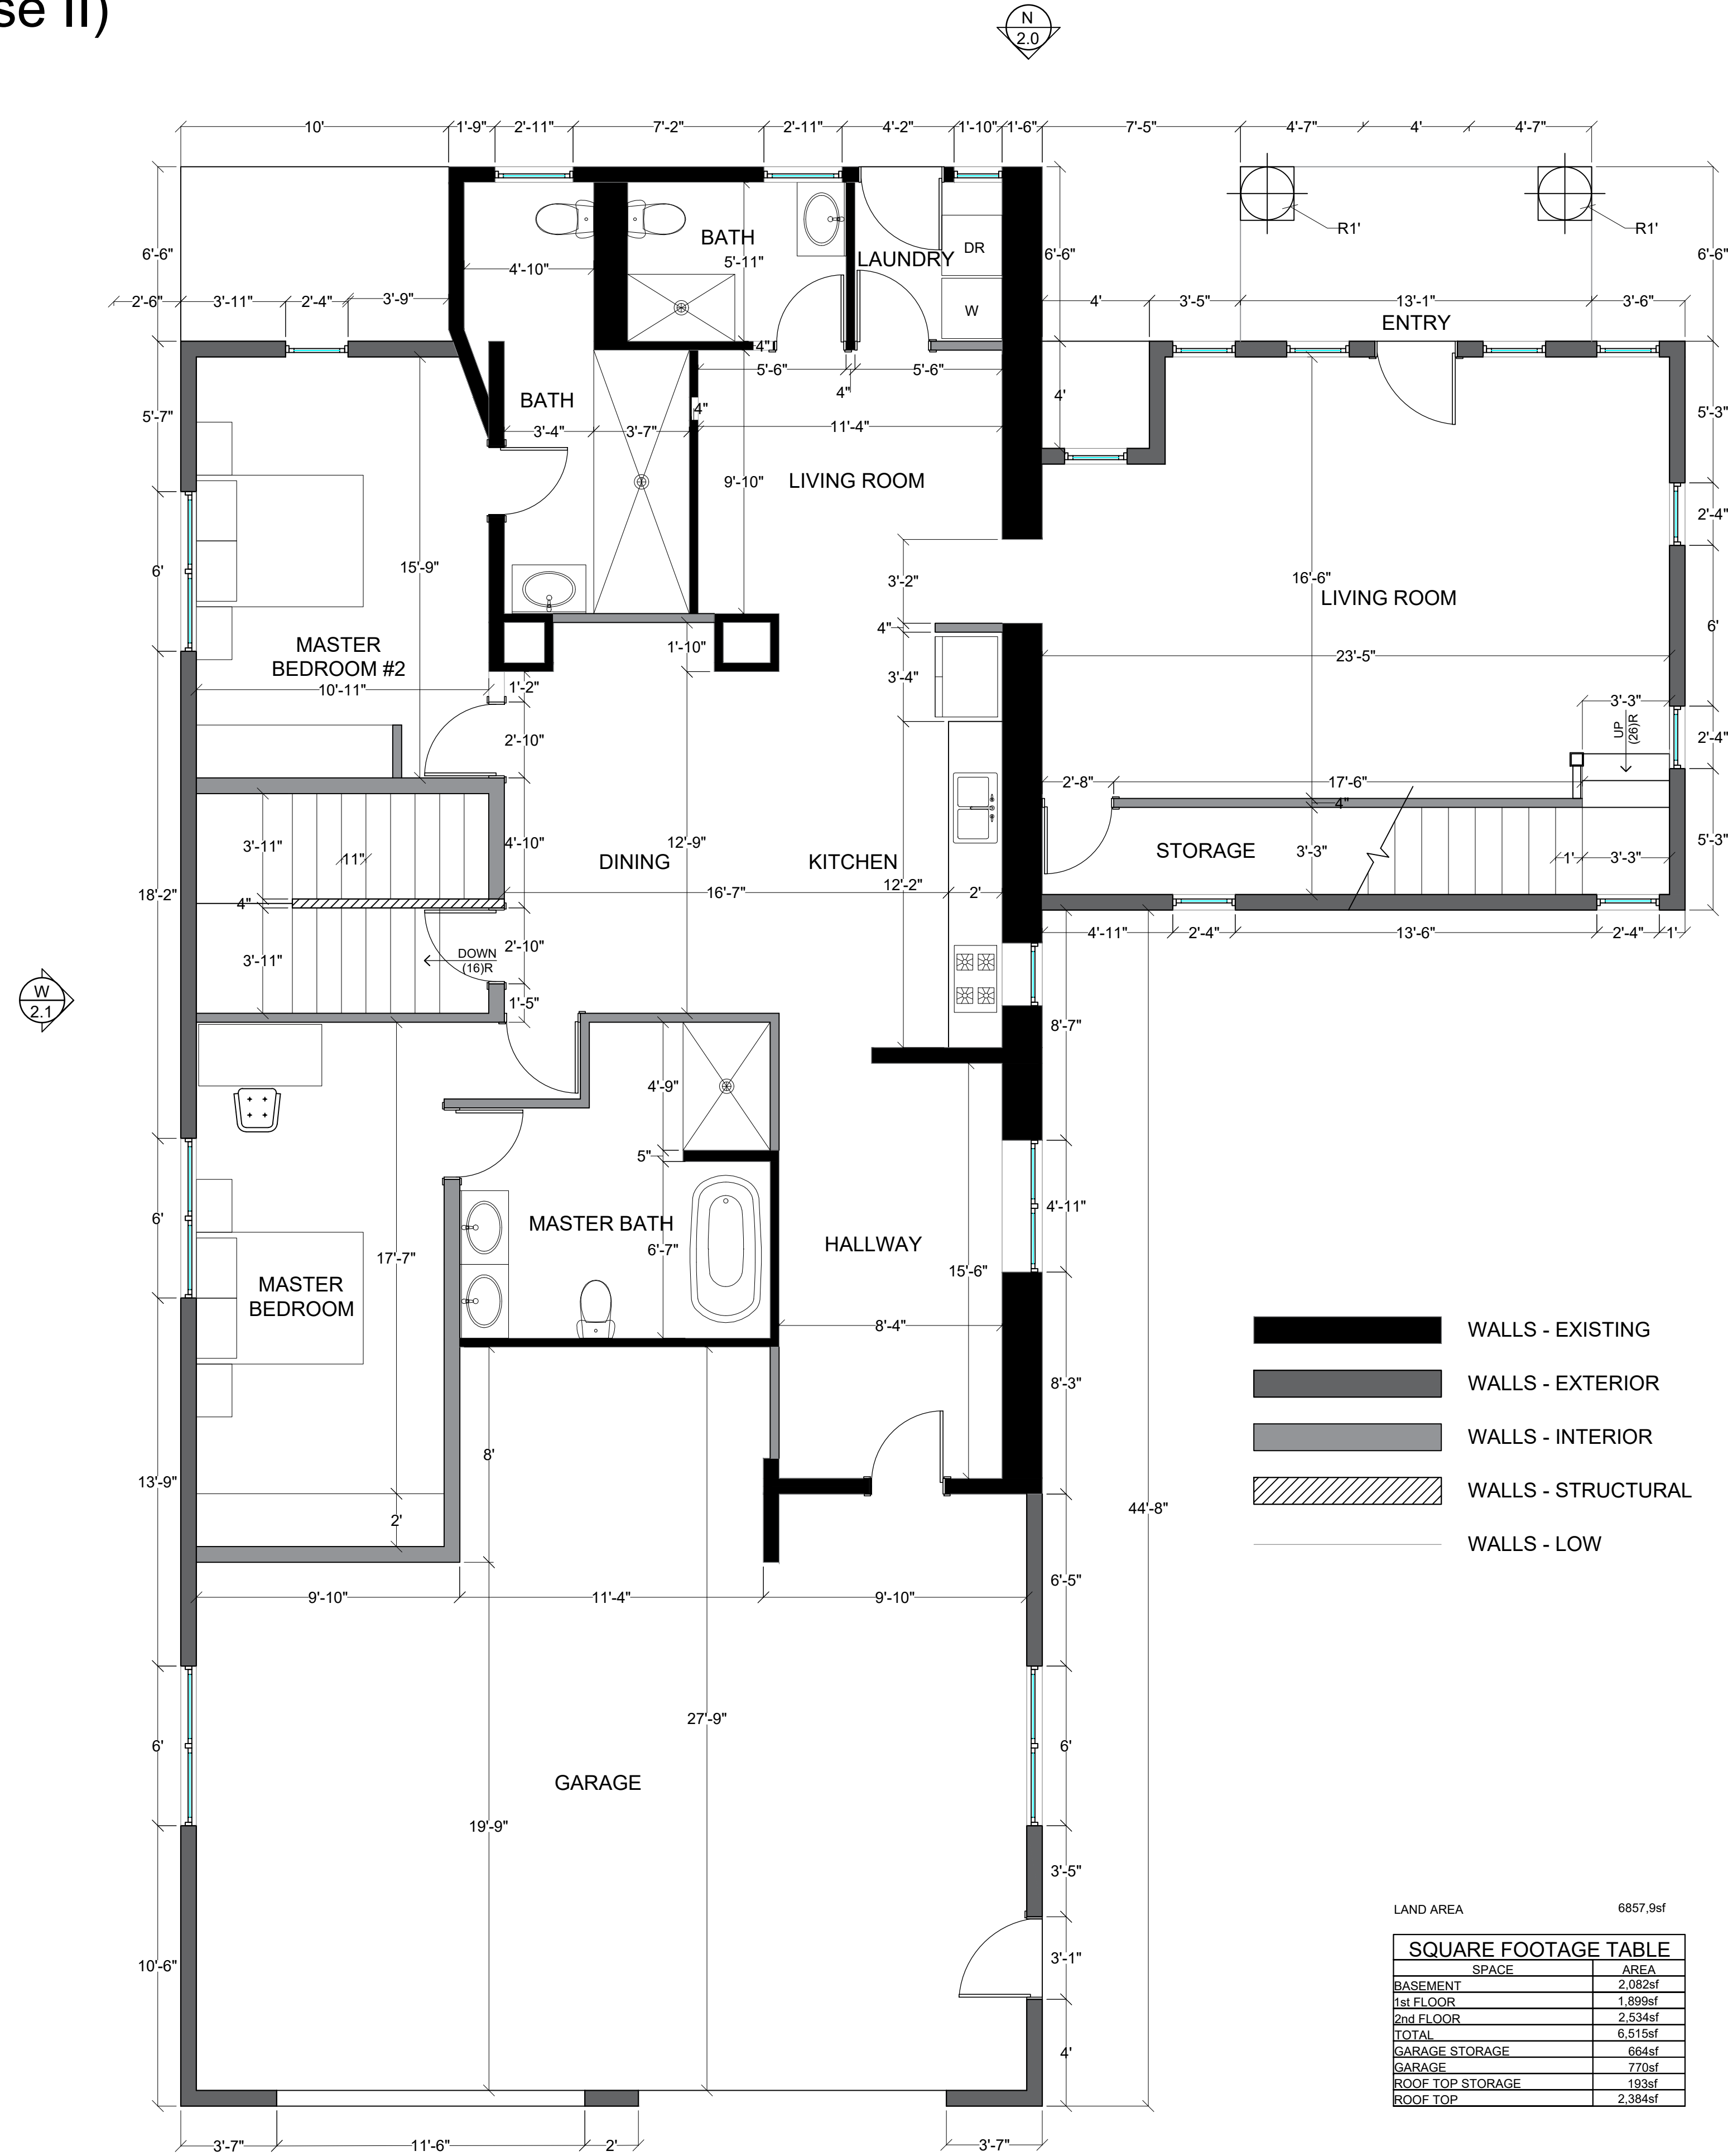 se II)
N
2.0
10' 1'-9" 2'-11" 7'-2" 2'-11" 4'-2" 1'-10" 1'-6" 7'-5" 4'-7" 4' 4'-7"
R1' R1'
BATH
DR
6'-6" 5'-11" LAUNDRY 6'-6" 6'-6"
4'-10"
2'-6" 3'-11" 2'-4" 3'-9" 4' 3'-5" 13'-1" 3'-6"
W
ENTRY
4"
5'-6" 5'-6"
4"
4'
BATH
4"
5'-7" 5'-3"
3'-4" 3'-7" 11'-4"
9'-10" LIVING ROOM
2'-4"
6' 15'-9" 3'-2" 16'-6"
LIVING ROOM
4" 6'
MASTER
BEDROOM #2
1'-10"
23'-5"
3'-4"
10'-11" 1'-2"
3'-3"
UP
(26)R
2'-10" 2'-4"
2'-8" 17'-6"
4"
3'-11" 11" 4'-10" 12'-9" 5'-3"
DINING KITCHEN
STORAGE 3'-3" 1' 3'-3"
12'-2"
18'-2" 16'-7" 2'
4"
4'-11" 2'-4" 13'-6" 2'-4" 1'
2'-10"
3'-11" DOWN
(16)R
W
2.1
1'-5"
8'-7"
4'-9"
5"
4'-11"
6' MASTER BATH
6'-7" HALLWAY
17'-7" 15'-6"
MASTER
BEDROOM
8'-4"
WALLS - EXISTING
8'-3" WALLS - EXTERIOR
WALLS - INTERIOR
8'
13'-9"
WALLS - STRUCTURAL
44'-8"
2'
WALLS - LOW
6'-5"
9'-10" 11'-4" 9'-10"
27'-9"
6' 6'
GARAGE
19'-9"
3'-5"
LAND AREA 6857,9sf
SQUARE FOOTAGE TABLE
10'-6" 3'-1"
SPACE AREA
BASEMENT 2,082sf
1st FLOOR 1,899sf
2nd FLOOR 2,534sf
TOTAL 6,515sf
4'
GARAGE STORAGE 664sf
GARAGE 770sf
ROOF TOP STORAGE 193sf
ROOF TOP 2,384sf
3'-7" 11'-6" 2' 3'-7"